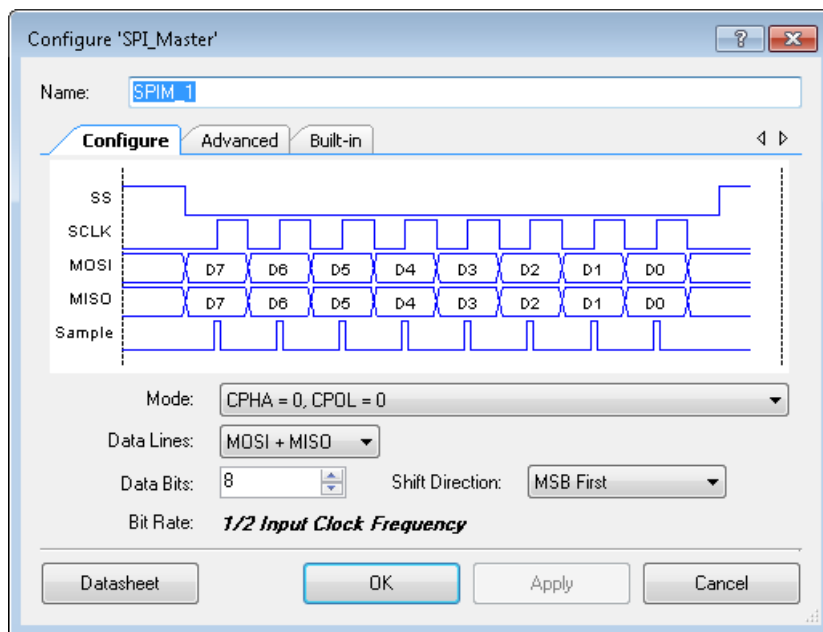 Configure 'SPI_Master'
?
Name: SPIM_1
Configure Advanced Built-in
SS
SCLK
MOSI D7 D6 D5 D4 D3 D2 D1 D0
MISO D7 D6 D5 D4 D3 D2 D1 D0
Sample
Mode: CPHA = 0, CPOL = 0
Data Lines: MOSI + MISO
Data Bits: 8 Shift Direction: MSB First
Bit Rate: 1/2 Input Clock Frequency
Datasheet OK Apply Cancel